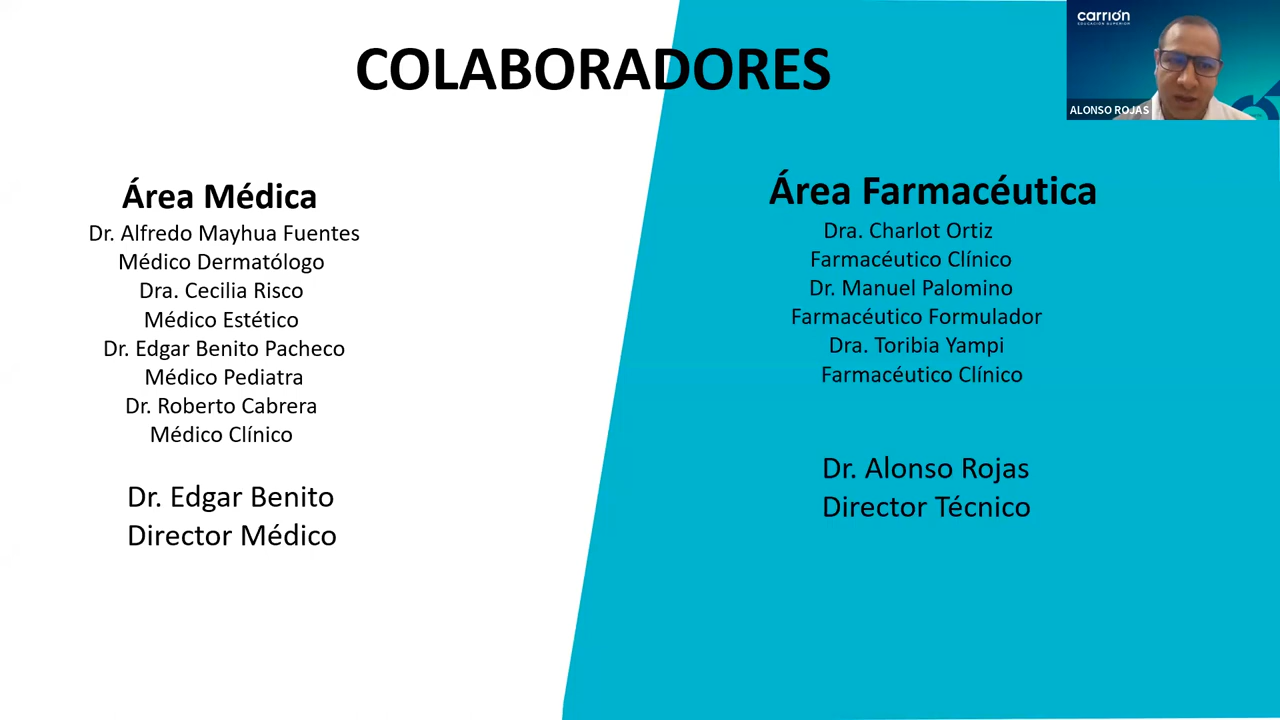 COLABORADORES
carrión
EDUCACIÓN SUPERIOR
ALONSO ROJAS
Área Médica
Dr. Alfredo Mayhua Fuentes
Médico Dermatólogo
Dra. Cecilia Risco
Médico Estético
Dr. Edgar Benito Pacheco
Médico Pediatra
Dr. Roberto Cabrera
Médico Clínico
Dr. Edgar Benito
Director Médico
Área Farmacéutica
Dra. Charlot Ortiz
Farmacéutico Clínico
Dr. Manuel Palomino
Farmacéutico Formulador
Dra. Toribia Yampi
Farmacéutico Clínico
Dr. Alonso Rojas
Director Técnico